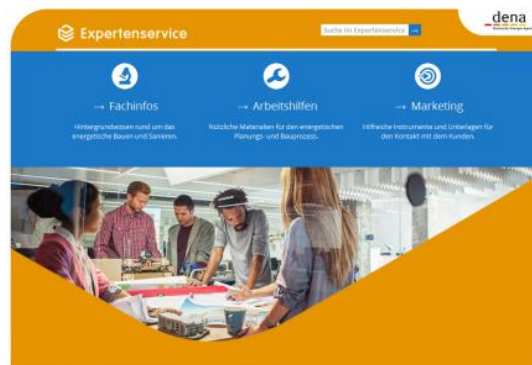 dena
Expertenservice
Suche im Expertenservice →
→ Fachinfos
Hintergrundwissen rund um das
energetische Bauen und Sanieren.
→ Arbeitshilfen
Nützliche Materialien für den energetischen
Planungs- und Bauprozess.
→ Marketing
Hilfreiche Instrumente und Unterlagen für
den Kontakt mit dem Kunden.